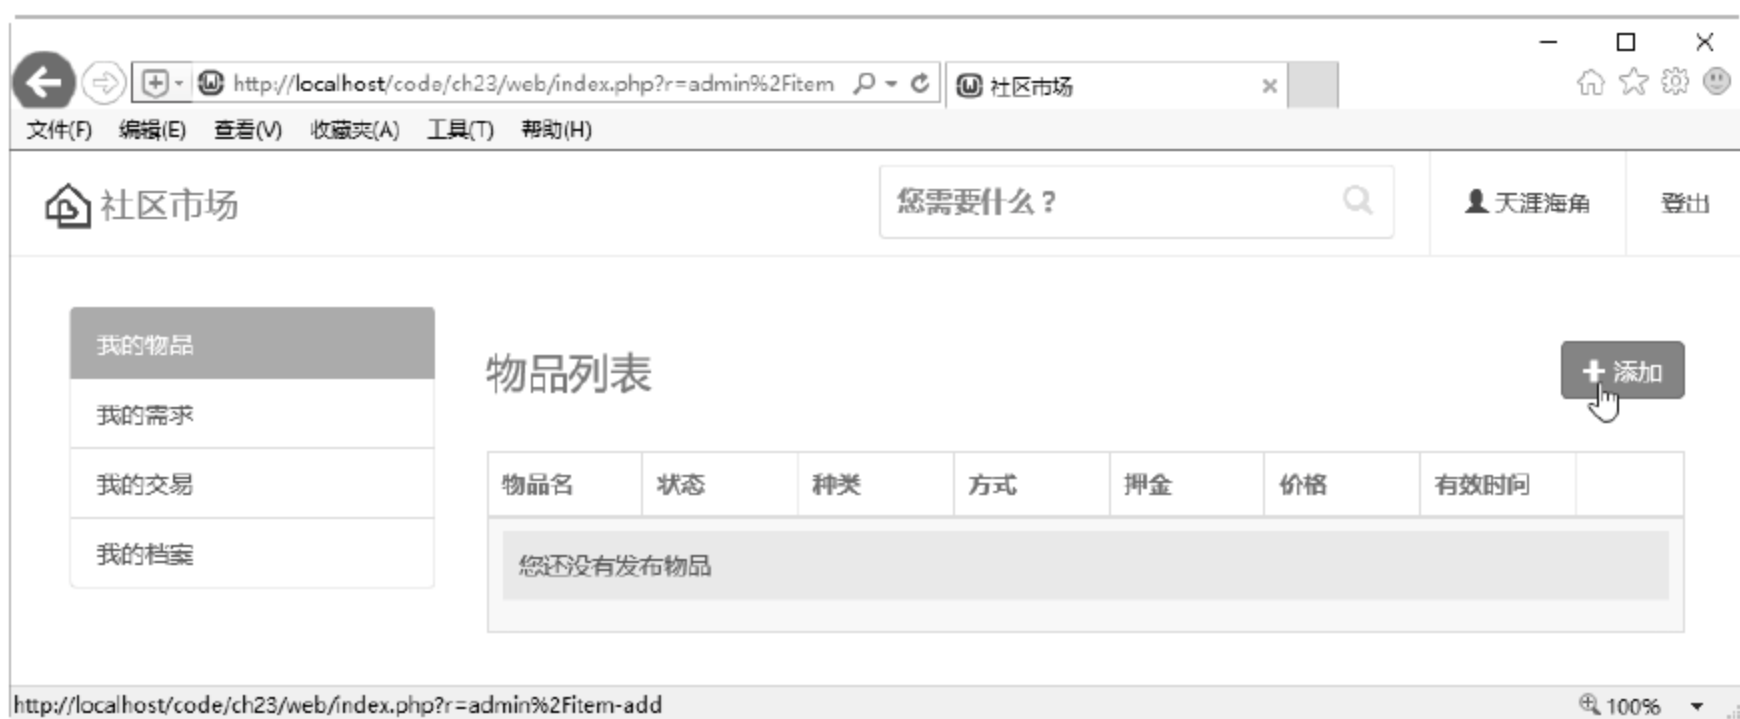 http://localhost/code/ch23/web/index.php?r=admin%2Fitem 社区市场
文件(F) 编辑(E) 查看(V) 收藏夹(A) 工具(T) 帮助(H)
社区市场 您需要什么？ 天涯海角 登出
我的物品
我的需求
我的交易
我的档案
物品列表 添加
物品名 状态 种类 方式 押金 价格 有效时间
您还没有发布物品
http://localhost/code/ch23/web/index.php?r=admin%2Fitem-add 100%